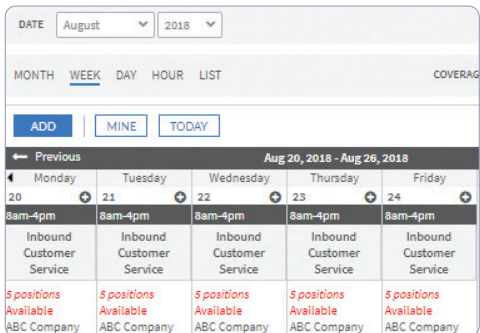 DATE August 2018
MONTH WEEK DAY HOUR LIST COVERAG
ADD MINE TODAY
Previous Aug 20, 2018 - Aug 26, 2018
Monday Tuesday Wednesday Thursday Friday
20 21 22 23 24
8am-4pm 8am-4pm 8am-4pm 8am-4pm 8am-4pm
Inbound Inbound Inbound Inbound Inbound
Customer Customer Customer Customer Customer
Service Service Service Service Service
5 positions 5 positions 5 positions 5 positions 5 positions
Available Available Available Available Available
ABC Company ABC Company ABC Company ABC Company ABC Company